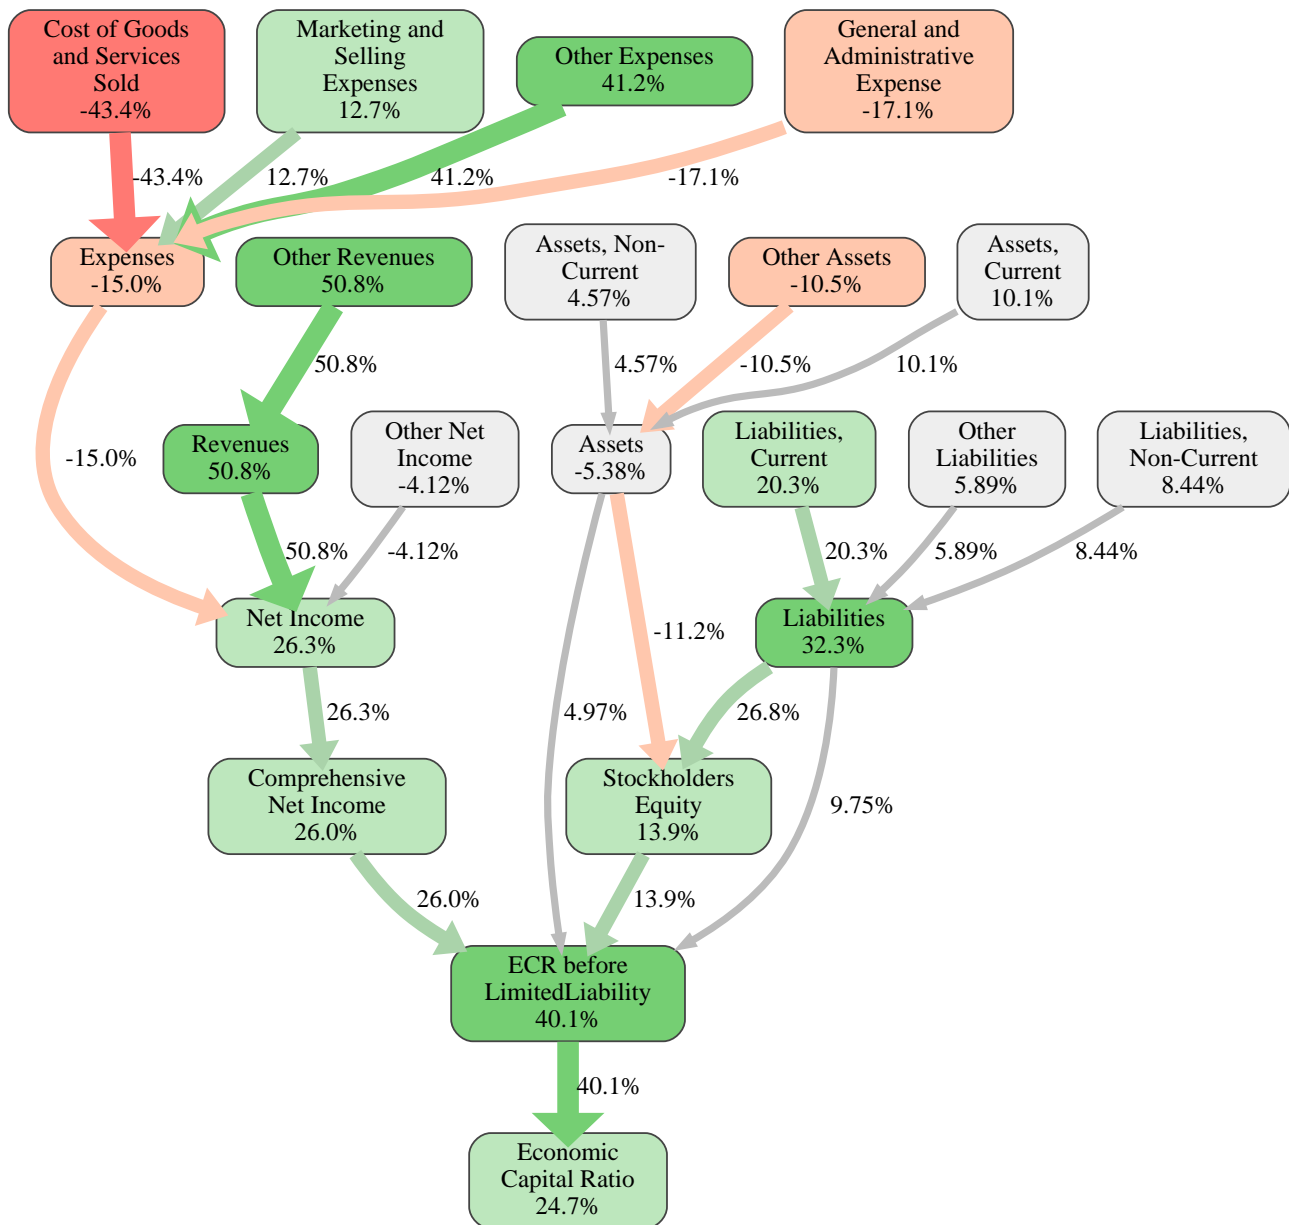 Cost of Goods
and Services
Sold
-43.4%
Marketing and
Selling
Expenses
12.7%
Other Expenses
41.2%
General and
Administrative
Expense
-17.1%
-43.4%
12.7%
41.2%
-17.1%
Expenses
-15.0%
Other Revenues
50.8%
Assets, Non-
Current
4.57%
Other Assets
-10.5%
Assets,
Current
10.1%
50.8%
4.57%
-10.5%
10.1%
-15.0%
Revenues
50.8%
Other Net
Income
-4.12%
Assets
-5.38%
Liabilities,
Current
20.3%
Other
Liabilities
5.89%
Liabilities,
Non-Current
8.44%
50.8%
-4.12%
20.3%
5.89%
8.44%
Net Income
26.3%
-11.2%
Liabilities
32.3%
26.3%
4.97%
26.8%
Comprehensive
Net Income
26.0%
Stockholders
Equity
13.9%
9.75%
26.0%
13.9%
ECR before
LimitedLiability
40.1%
40.1%
Economic
Capital Ratio
24.7%